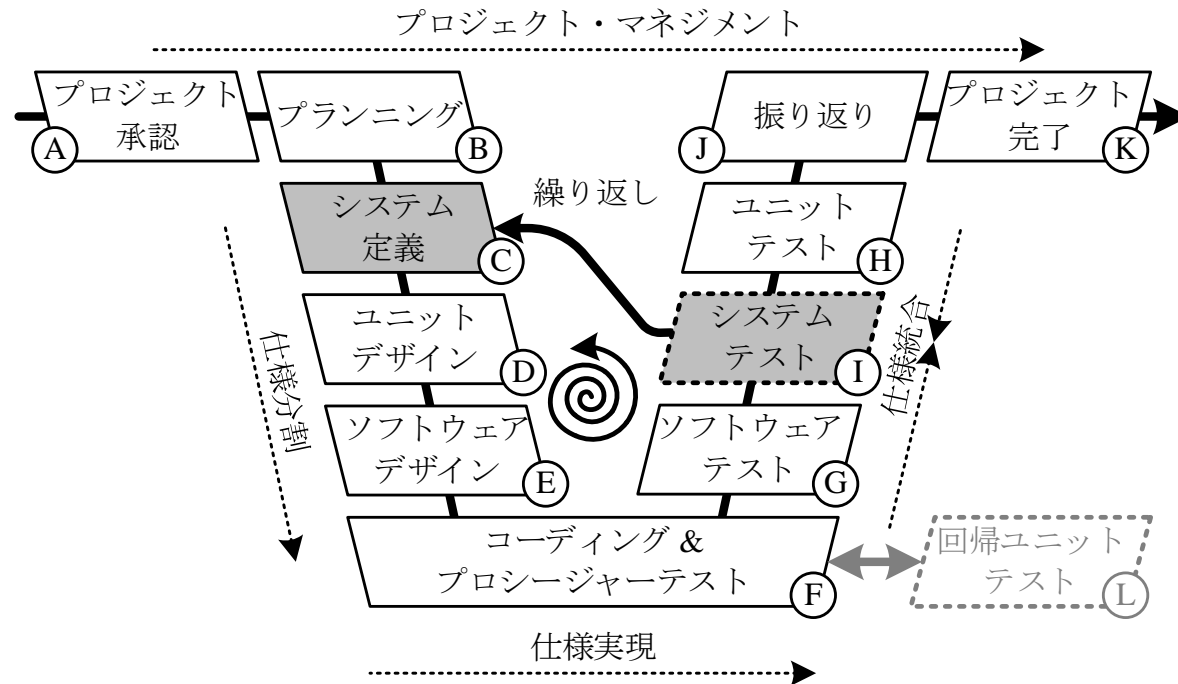 プロジェクト・マネジメント
プロジェクト
承認
A
プランニング
B
振り返り
J
プロジェクト
完了
K
システム
定義
C
繰り返し
ユニット
テスト
H
ユニット
デザイン
D
システム
テスト
I
仕様分割
仕様統合
ソフトウェア
デザイン
E
ソフトウェア
テスト
G
コーディング &
プロシージャーテスト
F
回帰ユニット
テスト
L
仕様実現